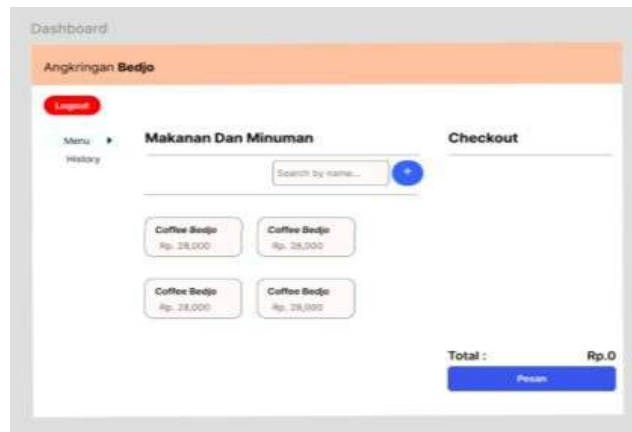 Dashboard
Angkringan Bedjo
Logout
Menu
History
Makanan Dan Minuman
Search by name...
+
Coffee Bedjo
Rp. 28,000
Coffee Bedjo
Rp. 28,000
Coffee Bedjo
Rp. 28,000
Coffee Bedjo
Rp. 28,000
Checkout
Total :
Rp.0
Pesan